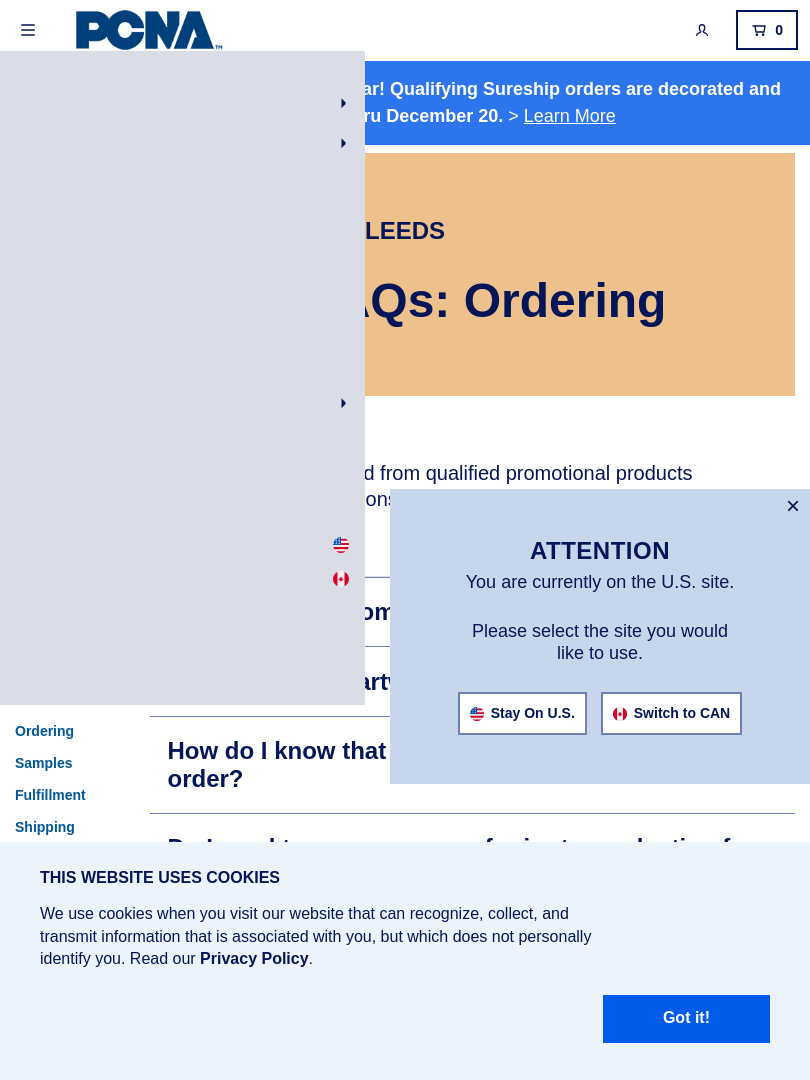 PCNA™
0
ar! Qualifying Sureship orders are decorated and
ru December 20. > Learn More
LEEDS
AQs: Ordering
d from qualified promotional products
ons
om
artw
Ordering
Samples
Fulfillment
Shipping
How do I know that
order?
×
ATTENTION
You are currently on the U.S. site.
Please select the site you would
like to use.
Stay On U.S.
Switch to CAN
THIS WEBSITE USES COOKIES
We use cookies when you visit our website that can recognize, collect, and
transmit information that is associated with you, but which does not personally
identify you. Read our Privacy Policy.
Got it!